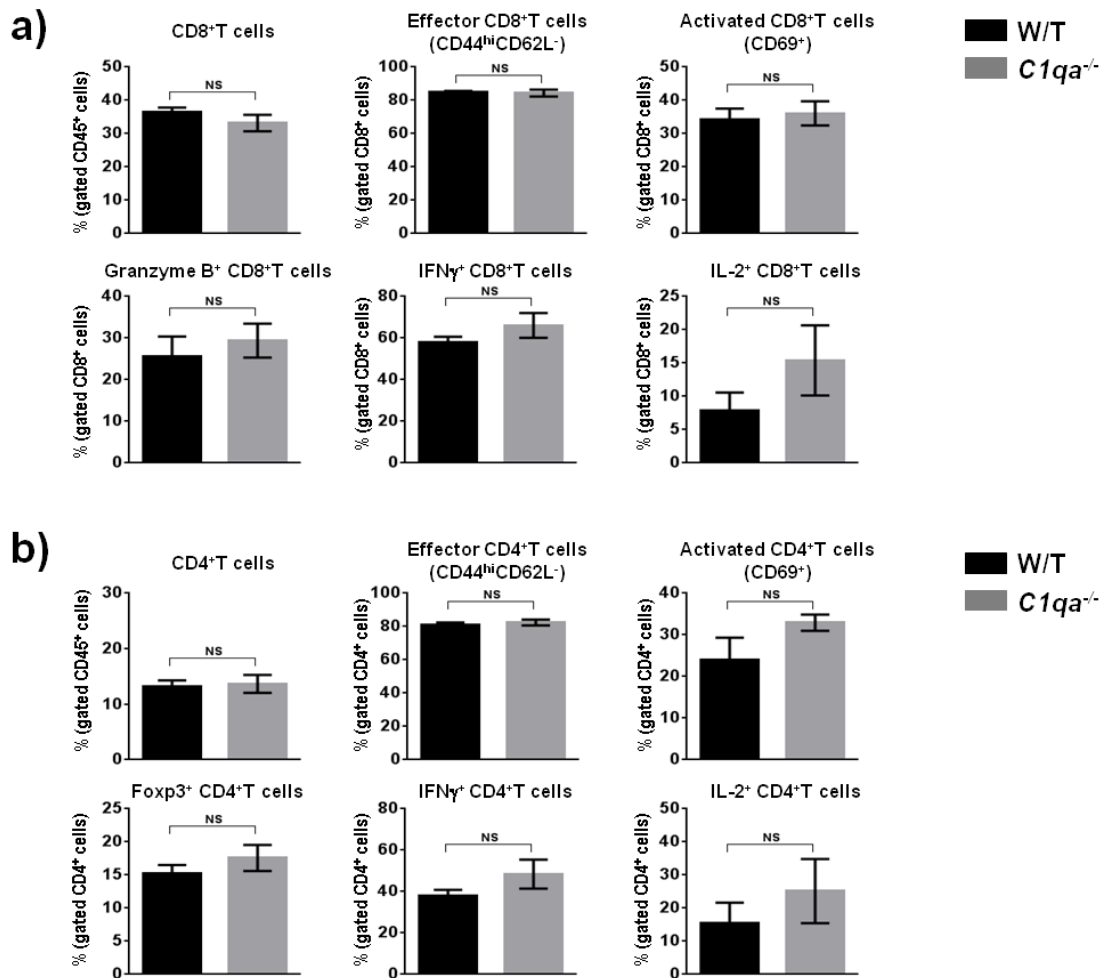 a)
CD8⁺T cells
Effector CD8⁺T cells
(CD44ʰⁱCD62L⁻)
Activated CD8⁺T cells
(CD69⁺)
W/T
C1qa⁻/⁻
% (gated CD45⁺ cells)
50
40
30
20
10
0
NS
% (gated CD8⁺ cells)
100
80
60
40
20
0
NS
% (gated CD8⁺ cells)
50
40
30
20
10
0
NS
Granzyme B⁺ CD8⁺T cells
IFNγ⁺ CD8⁺T cells
IL-2⁺ CD8⁺T cells
% (gated CD8⁺ cells)
40
30
20
10
0
NS
% (gated CD8⁺ cells)
80
60
40
20
0
NS
% (gated CD8⁺ cells)
25
20
15
10
5
0
NS
b)
CD4⁺T cells
Effector CD4⁺T cells
(CD44ʰⁱCD62L⁻)
Activated CD4⁺T cells
(CD69⁺)
W/T
C1qa⁻/⁻
% (gated CD45⁺ cells)
30
20
10
0
NS
% (gated CD4⁺ cells)
100
80
60
40
20
0
NS
% (gated CD4⁺ cells)
40
30
20
10
0
NS
Foxp3⁺ CD4⁺T cells
IFNγ⁺ CD4⁺T cells
IL-2⁺ CD4⁺T cells
% (gated CD4⁺ cells)
25
20
15
10
5
0
NS
% (gated CD4⁺ cells)
80
60
40
20
0
NS
% (gated CD4⁺ cells)
50
40
30
20
10
0
NS